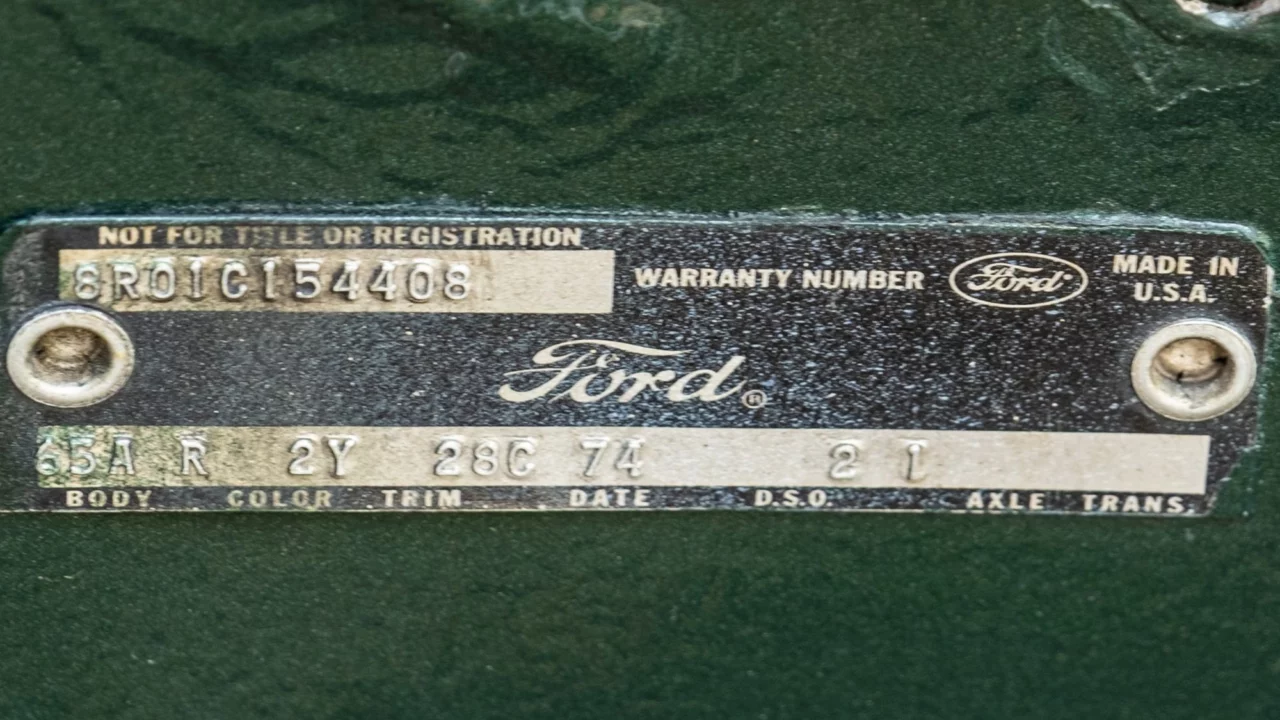 NOT FOR TITLE OR REGISTRATION
8R01C154408
WARRANTY NUMBER
Ford
MADE IN
U.S.A.
Ford®
65A R 2Y 28C 74 2 1
BODY COLOR TRIM DATE D.S.O. AXLE TRANS.